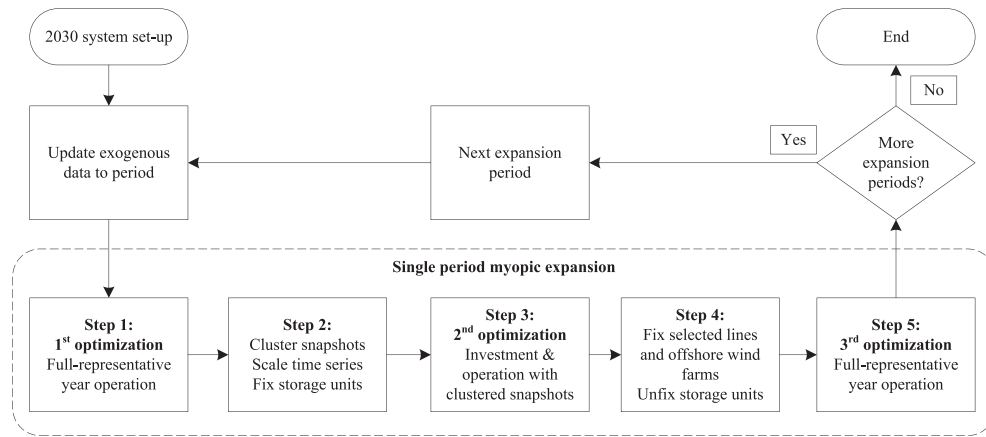 2030 system set-up
End
No
Yes
Update exogenous
data to period
Next expansion
period
More
expansion
periods?
Single period myopic expansion
Step 1:
1st optimization
Full-representative
year operation
Step 2:
Cluster snapshots
Scale time series
Fix storage units
Step 3:
2nd optimization
Investment &
operation with
clustered snapshots
Step 4:
Fix selected lines
and offshore wind
farms
Unfix storage units
Step 5:
3rd optimization
Full-representative
year operation